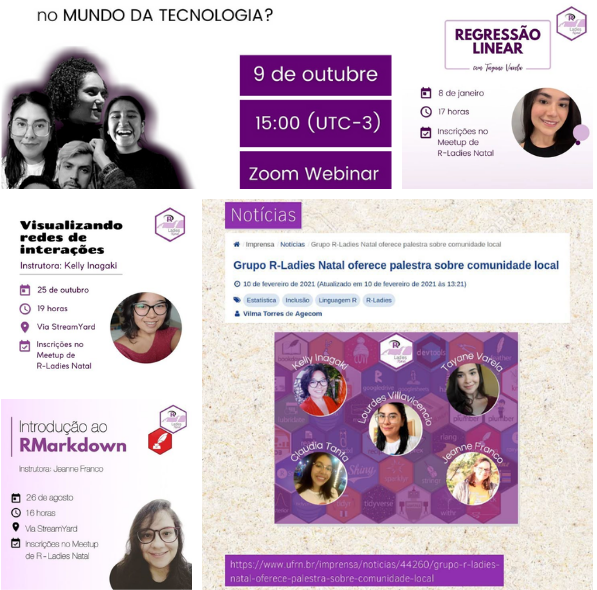 no MUNDO DA TECNOLOGIA?
9 de outubro
15:00 (UTC-3)
Zoom Webinar
REGRESSÃO
LINEAR
com Tayane Varela
8 de janeiro
17 horas
Inscrições no
Meetup de
R-Ladies Natal
Visualizando
redes de
interações
Instrutora: Kelly Inagaki
25 de outubro
19 horas
Via StreamYard
Inscrições no
Meetup de
R-Ladies Natal
Introdução ao
RMarkdown
Instrutora: Jeanne Franco
26 de agosto
16 horas
Via StreamYard
Inscrições no Meetup
de R - Ladies Natal
Notícias
Imprensa / Notícias / Grupo R-Ladies Natal oferece palestra sobre comunidade local
Grupo R-Ladies Natal oferece palestra sobre comunidade local
10 de fevereiro de 2021 (Atualizado em 10 de fevereiro de 2021 às 13:21)
Estatística Inclusão Linguagem R R-Ladies
Vilma Torres de Agecom
Kelly Inagaki
Tayane Varela
Lourdes Villavicencio
Claudia Tanta
Jeanne Franco
https://www.ufrn.br/imprensa/noticias/44260/grupo-r-ladies-
natal-oferece-palestra-sobre-comunidade-local